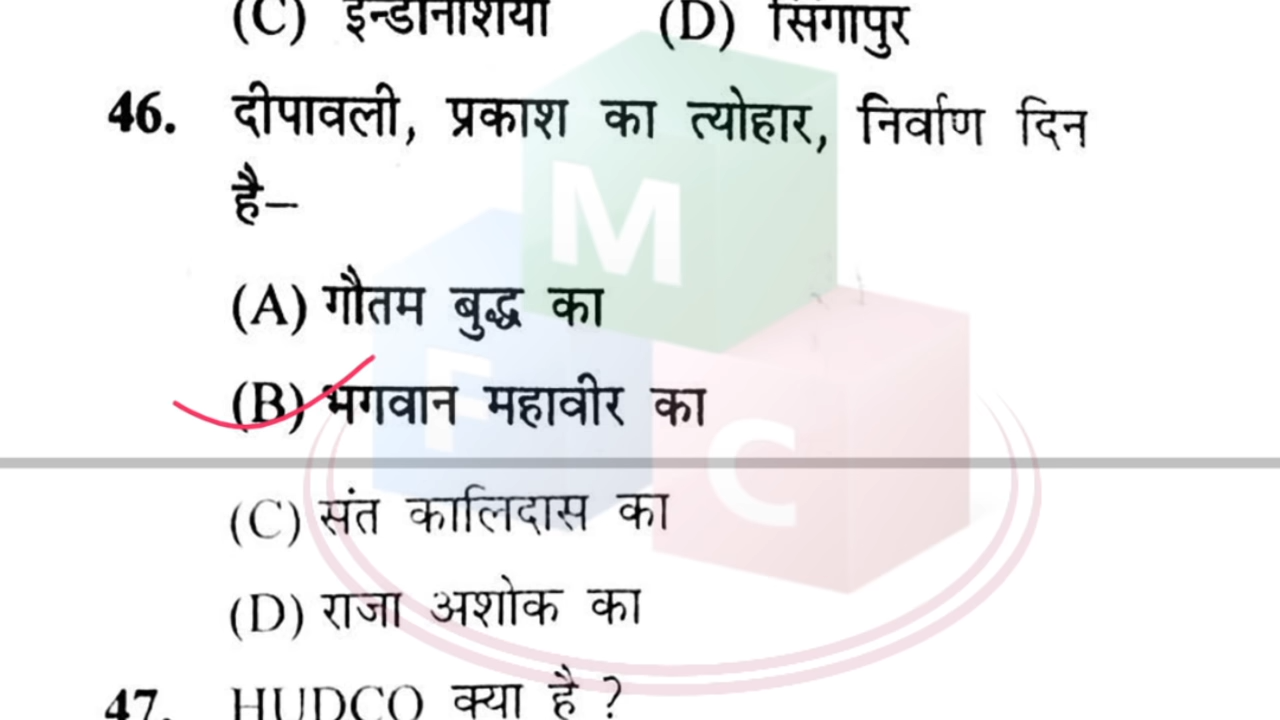 (C) इन्डोनेशिया (D) सिंगापुर
46. दीपावली, प्रकाश का त्योहार, निर्वाण दिन
है–
(A) गौतम बुद्ध का
(B) भगवान महावीर का
(C) संत कालिदास का
(D) राजा अशोक का
47. HUDCO क्या है ?
M
F
C